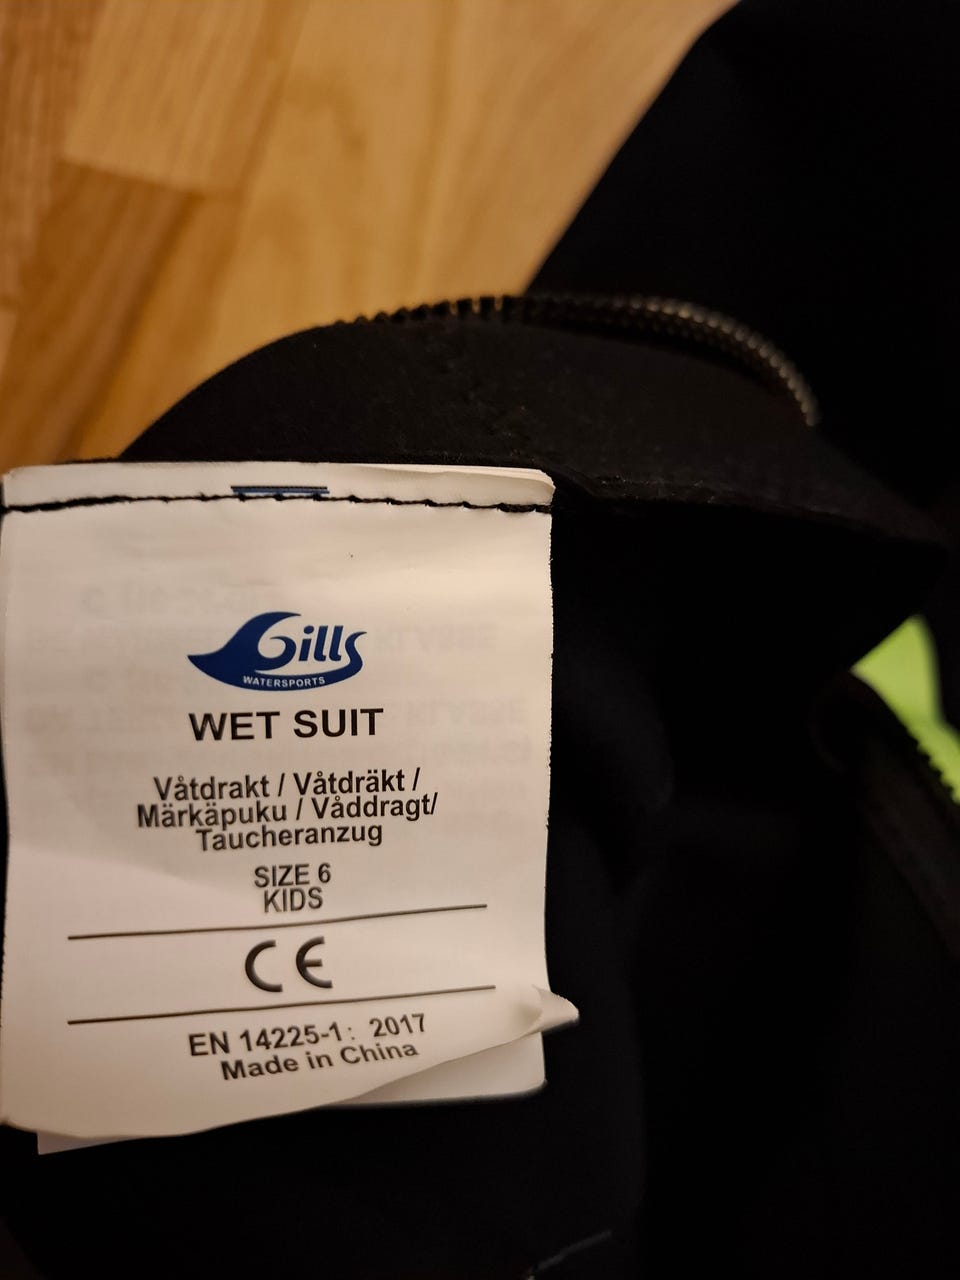 Gills
WATERSPORTS
WET SUIT
Våtdrakt / Våtdräkt /
Märkäpuku / Våddragt/
Taucheranzug
SIZE 6
KIDS
CE
EN 14225-1: 2017
Made in China